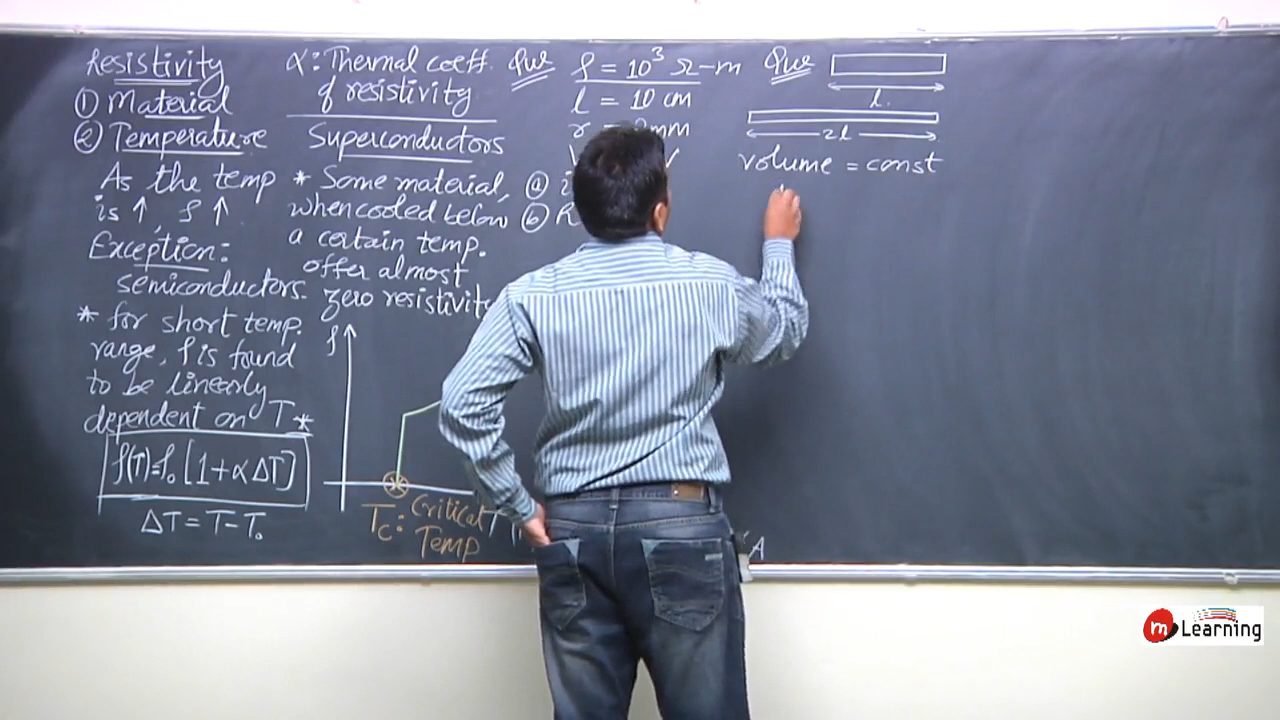 Resistivity
① Material
② Temperature
As the temp
is ↑, ρ ↑
Exception:
semiconductors.
* for short temp.
range, ρ is found
to be linearly
dependent on T *
ρ(T)=ρ₀ [1+α ΔT]
ΔT = T - T₀
α: Thermal coeff.
of resistivity
Superconductors
* Some material,
when cooled below
a certain temp.
offer almost
zero resistivity
ρ
Tc: Critical
Temp
T
Que
ρ = 10³ Ω-m
l = 10 cm
r = mm
ⓐ i
ⓑ R
A
Que
l.
2l
volume = const
m Learning